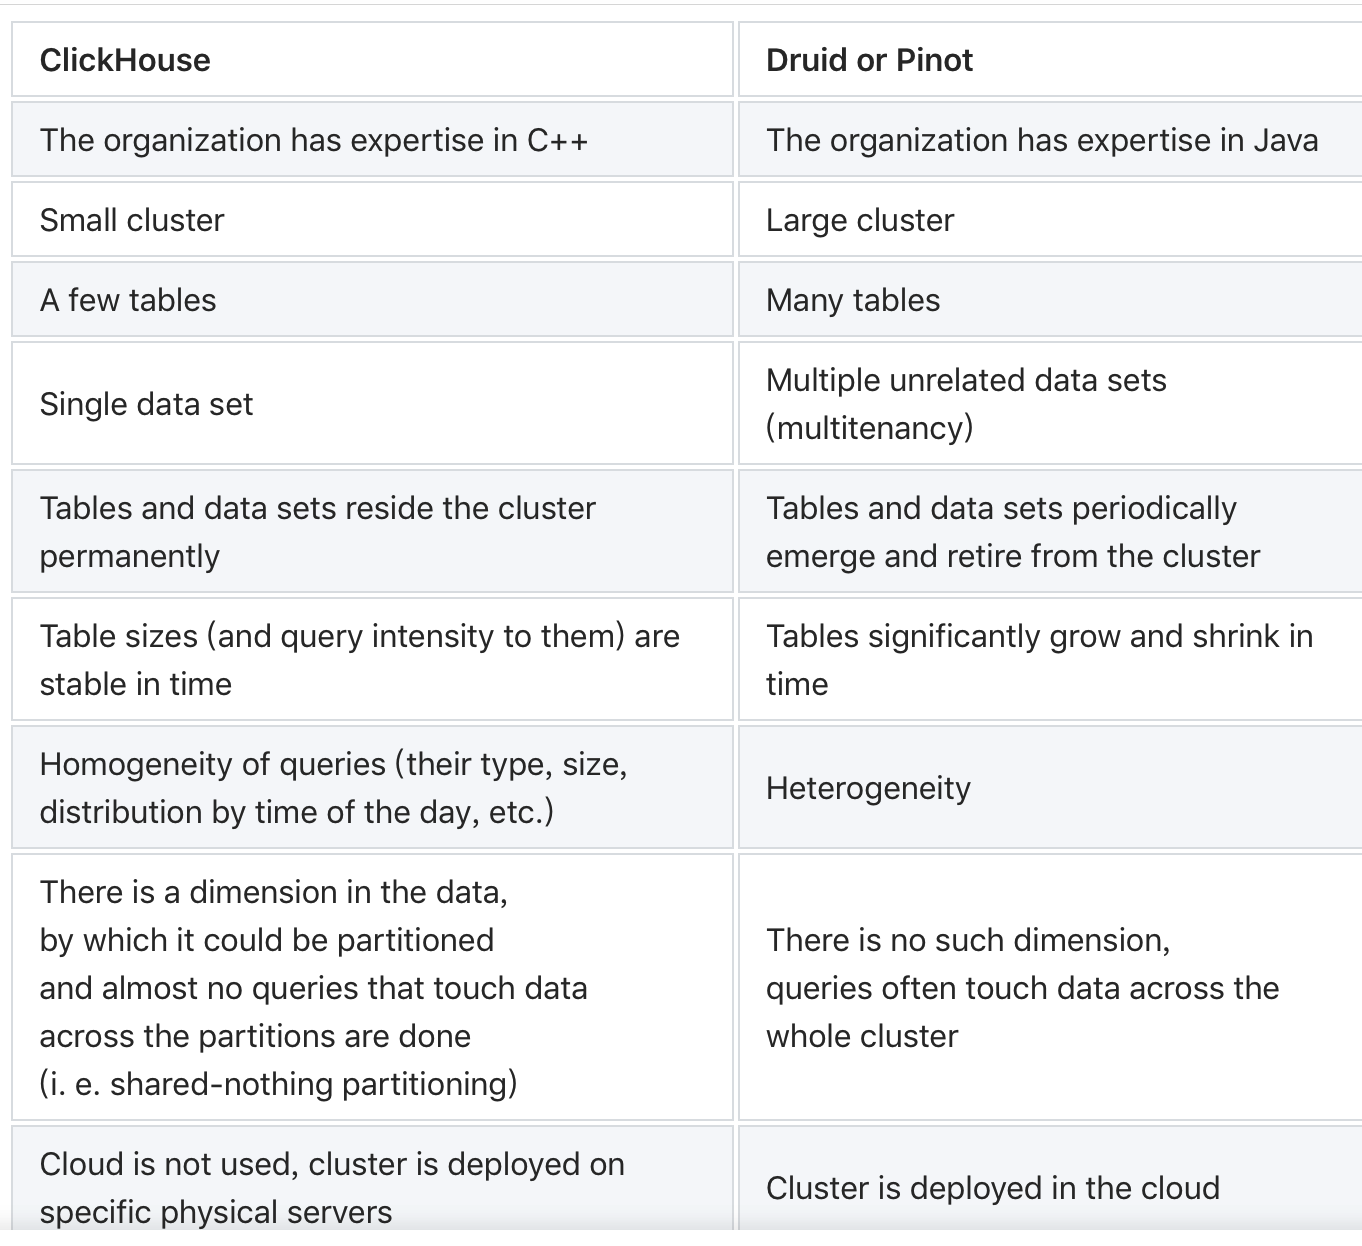 ClickHouse
Druid or Pinot
The organization has expertise in C++
The organization has expertise in Java
Small cluster
Large cluster
A few tables
Many tables
Single data set
Multiple unrelated data sets
(multitenancy)
Tables and data sets reside the cluster
permanently
Tables and data sets periodically
emerge and retire from the cluster
Table sizes (and query intensity to them) are
stable in time
Tables significantly grow and shrink in
time
Homogeneity of queries (their type, size,
distribution by time of the day, etc.)
Heterogeneity
There is a dimension in the data,
by which it could be partitioned
and almost no queries that touch data
across the partitions are done
(i. e. shared-nothing partitioning)
There is no such dimension,
queries often touch data across the
whole cluster
Cloud is not used, cluster is deployed on
specific physical servers
Cluster is deployed in the cloud